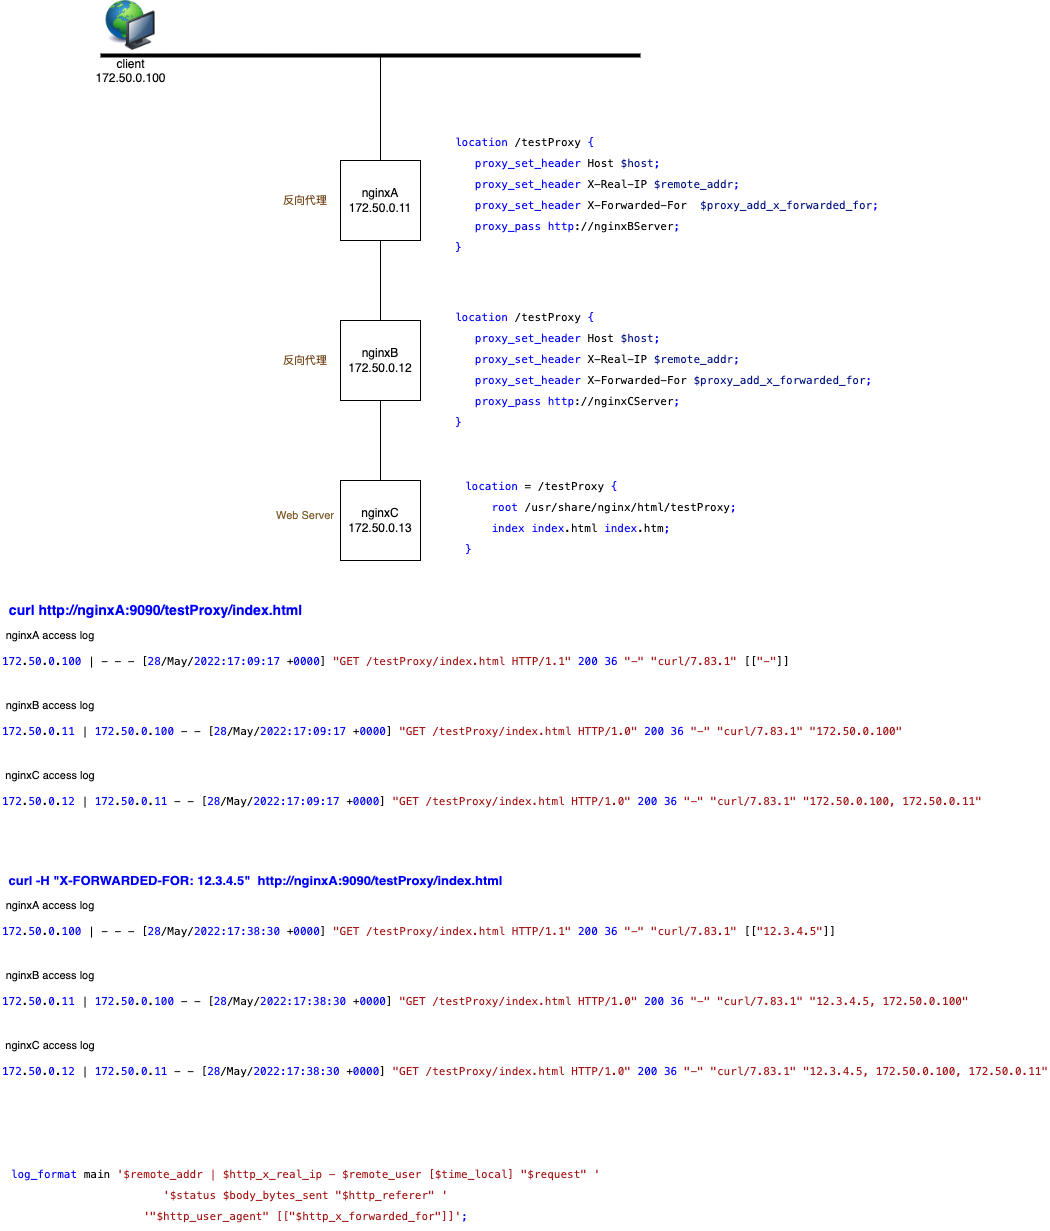 client
172.50.0.100
反向代理
nginxA
172.50.0.11
location /testProxy {
proxy_set_header Host $host;
proxy_set_header X-Real-IP $remote_addr;
proxy_set_header X-Forwarded-For  $proxy_add_x_forwarded_for;
proxy_pass http://nginxBServer;
}
反向代理
nginxB
172.50.0.12
location /testProxy {
proxy_set_header Host $host;
proxy_set_header X-Real-IP $remote_addr;
proxy_set_header X-Forwarded-For $proxy_add_x_forwarded_for;
proxy_pass http://nginxCServer;
}
Web Server
nginxC
172.50.0.13
location = /testProxy {
root /usr/share/nginx/html/testProxy;
index index.html index.htm;
}
curl http://nginxA:9090/testProxy/index.html
nginxA access log
172.50.0.100 | - - - [28/May/2022:17:09:17 +0000] "GET /testProxy/index.html HTTP/1.1" 200 36 "-" "curl/7.83.1" [["-"]]
nginxB access log
172.50.0.11 | 172.50.0.100 - - [28/May/2022:17:09:17 +0000] "GET /testProxy/index.html HTTP/1.0" 200 36 "-" "curl/7.83.1" "172.50.0.100"
nginxC access log
172.50.0.12 | 172.50.0.11 - - [28/May/2022:17:09:17 +0000] "GET /testProxy/index.html HTTP/1.0" 200 36 "-" "curl/7.83.1" "172.50.0.100, 172.50.0.11"
curl -H "X-FORWARDED-FOR: 12.3.4.5"  http://nginxA:9090/testProxy/index.html
nginxA access log
172.50.0.100 | - - - [28/May/2022:17:38:30 +0000] "GET /testProxy/index.html HTTP/1.1" 200 36 "-" "curl/7.83.1" [["12.3.4.5"]]
nginxB access log
172.50.0.11 | 172.50.0.100 - - [28/May/2022:17:38:30 +0000] "GET /testProxy/index.html HTTP/1.0" 200 36 "-" "curl/7.83.1" "12.3.4.5, 172.50.0.100"
nginxC access log
172.50.0.12 | 172.50.0.11 - - [28/May/2022:17:38:30 +0000] "GET /testProxy/index.html HTTP/1.0" 200 36 "-" "curl/7.83.1" "12.3.4.5, 172.50.0.100, 172.50.0.11"
log_format main '$remote_addr | $http_x_real_ip - $remote_user [$time_local] "$request" '
'$status $body_bytes_sent "$http_referer" '
'"$http_user_agent" [["$http_x_forwarded_for"]]';